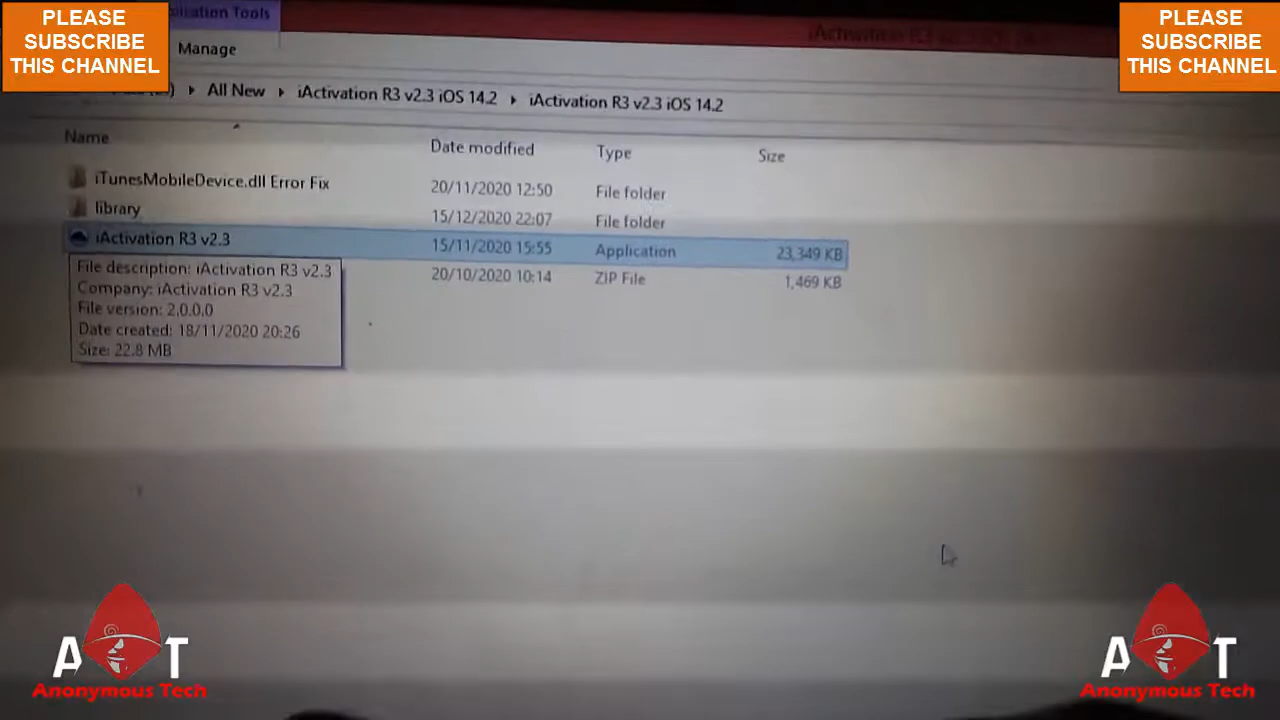 PLEASE
SUBSCRIBE
THIS CHANNEL
PLEASE
SUBSCRIBE
THIS CHANNEL
Tools
Manage
All New iActivation R3 v2.3 iOS 14.2 iActivation R3 v2.3 iOS 14.2
Name Date modified Type Size
iTunesMobileDevice.dll Error Fix 20/11/2020 12:50 File folder
library 15/12/2020 22:07 File folder
iActivation R3 v2.3 15/11/2020 15:55 Application 23,349 KB
20/10/2020 10:14 ZIP File 1,469 KB
File description: iActivation R3 v2.3
Company: iActivation R3 v2.3
File version: 2.0.0.0
Date created: 18/11/2020 20:26
Size: 22.8 MB
A T
Anonymous Tech
A T
Anonymous Tech